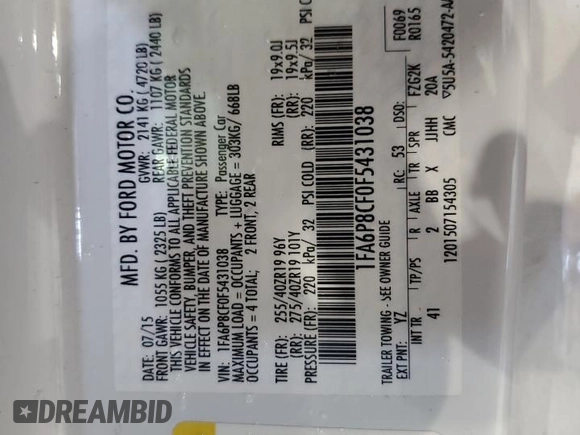 MFD. BY FORD MOTOR CO.
DATE: 07/15 GVWR: 2141 KG ( 4720 LB)
FRONT GAWR: 1055 KG ( 2325 LB) REAR GAWR: 1107 KG ( 2440 LB)
THIS VEHICLE CONFORMS TO ALL APPLICABLE FEDERAL MOTOR
VEHICLE SAFETY, BUMPER, AND THEFT PREVENTION STANDARDS
IN EFFECT ON THE DATE OF MANUFACTURE SHOWN ABOVE.
VIN: 1FA6P8CF0F5431038 TYPE: Passenger Car
MAXIMUM LOAD = OCCUPANTS + LUGGAGE = 303KG/ 668LB
OCCUPANTS = 4 TOTAL: 2 FRONT, 2 REAR
TIRE (FR): 255/40ZR19 96Y RIMS (FR): 19x9.0J
(RR): 275/40ZR19 101Y (RR): 19x9.5J
PRESSURE (FR): 220 kPa/ 32 PSI COLD (RR): 220 kPa/ 32 PSI C
1FA6P8CF0F5431038
F0069
R0165
TRAILER TOWING - SEE OWNER GUIDE
EXT PNT: YZ RC: 53 DSO: FZG2K
INT TR TP/PS R AXLE TR SPR
41 2 BB X JJHH 20A
1201507154305 CMC ▽5U5A-5420472-AA
DREAMBID